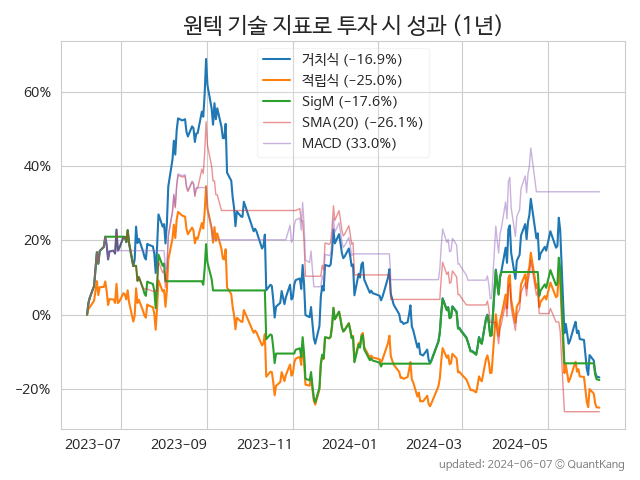 원텍 기술 지표로 투자 시 성과 (1년)
거치식 (−16.9%)
적립식 (−25.0%)
SigM (−17.6%)
SMA(20) (−26.1%)
MACD (33.0%)
60%
40%
20%
0%
−20%
2023-07 2023-09 2023-11 2024-01 2024-03 2024-05
updated: 2024-06-07 ⓒ QuantKang